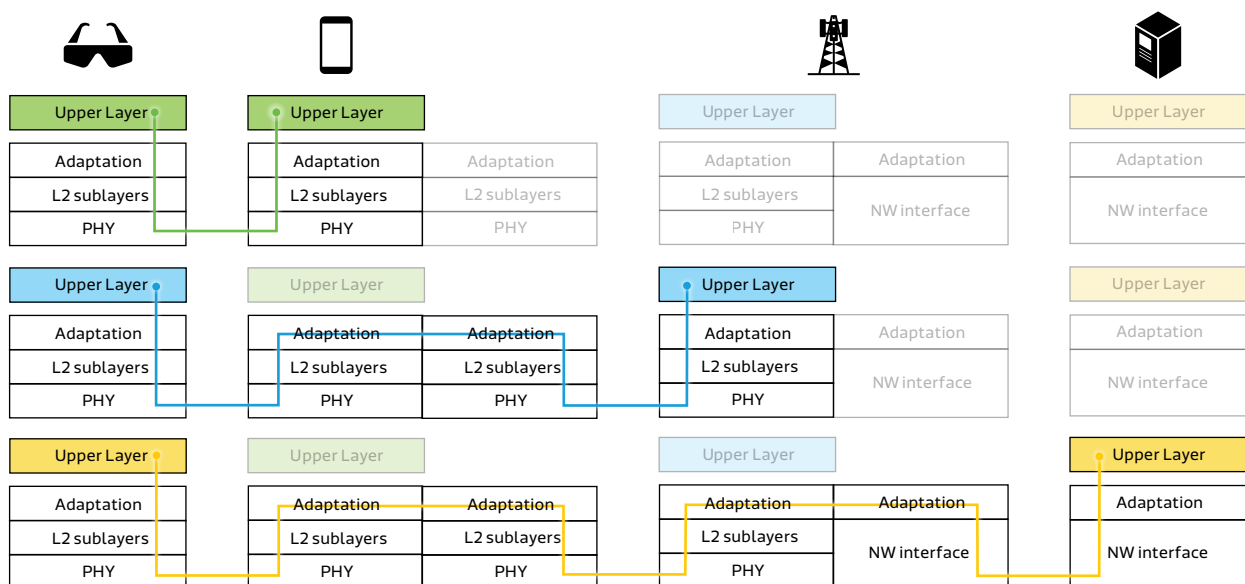 Upper Layer Upper Layer Upper Layer Upper Layer
Adaptation Adaptation Adaptation Adaptation Adaptation Adaptation
L2 sublayers L2 sublayers L2 sublayers L2 sublayers NW interface NW interface
PHY PHY PHY PHY
Upper Layer Upper Layer Upper Layer Upper Layer
Adaptation Adaptation Adaptation Adaptation Adaptation Adaptation
L2 sublayers L2 sublayers L2 sublayers L2 sublayers NW interface NW interface
PHY PHY PHY PHY
Upper Layer Upper Layer Upper Layer Upper Layer
Adaptation Adaptation Adaptation Adaptation Adaptation Adaptation
L2 sublayers L2 sublayers L2 sublayers L2 sublayers NW interface NW interface
PHY PHY PHY PHY